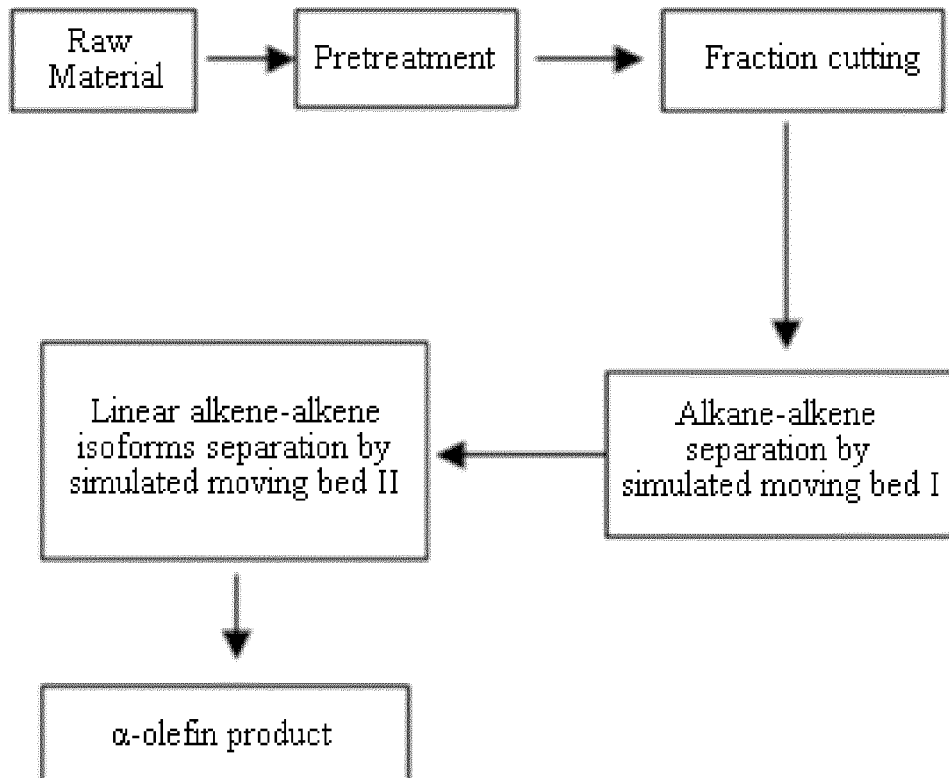 Raw
Material
Pretreatment
Fraction cutting
Alkane-alkene
separation by
simulated moving bed I
Linear alkene-alkene
isoforms separation by
simulated moving bed II
α-olefin product